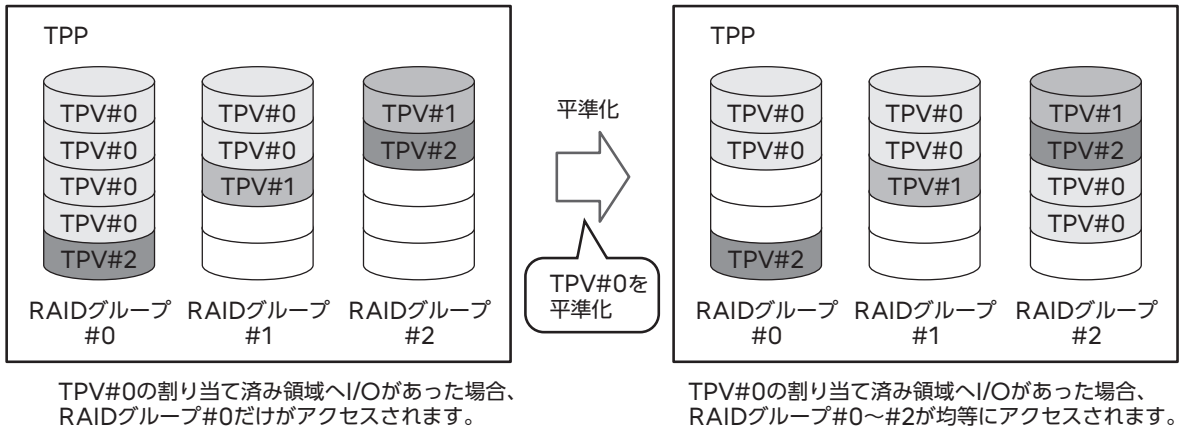 TPP
TPV#0
TPV#0
TPV#0
TPV#0
TPV#2
RAIDグループ
#0
TPV#0
TPV#0
TPV#1
RAIDグループ
#1
TPV#1
TPV#2
RAIDグループ
#2
TPV#0の割り当て済み領域へI/Oがあった場合、
RAIDグループ#0だけがアクセスされます。
平準化
TPV#0を
平準化
TPP
TPV#0
TPV#0
TPV#2
RAIDグループ
#0
TPV#0
TPV#0
TPV#1
RAIDグループ
#1
TPV#1
TPV#2
TPV#0
TPV#0
RAIDグループ
#2
TPV#0の割り当て済み領域へI/Oがあった場合、
RAIDグループ#0～#2が均等にアクセスされます。